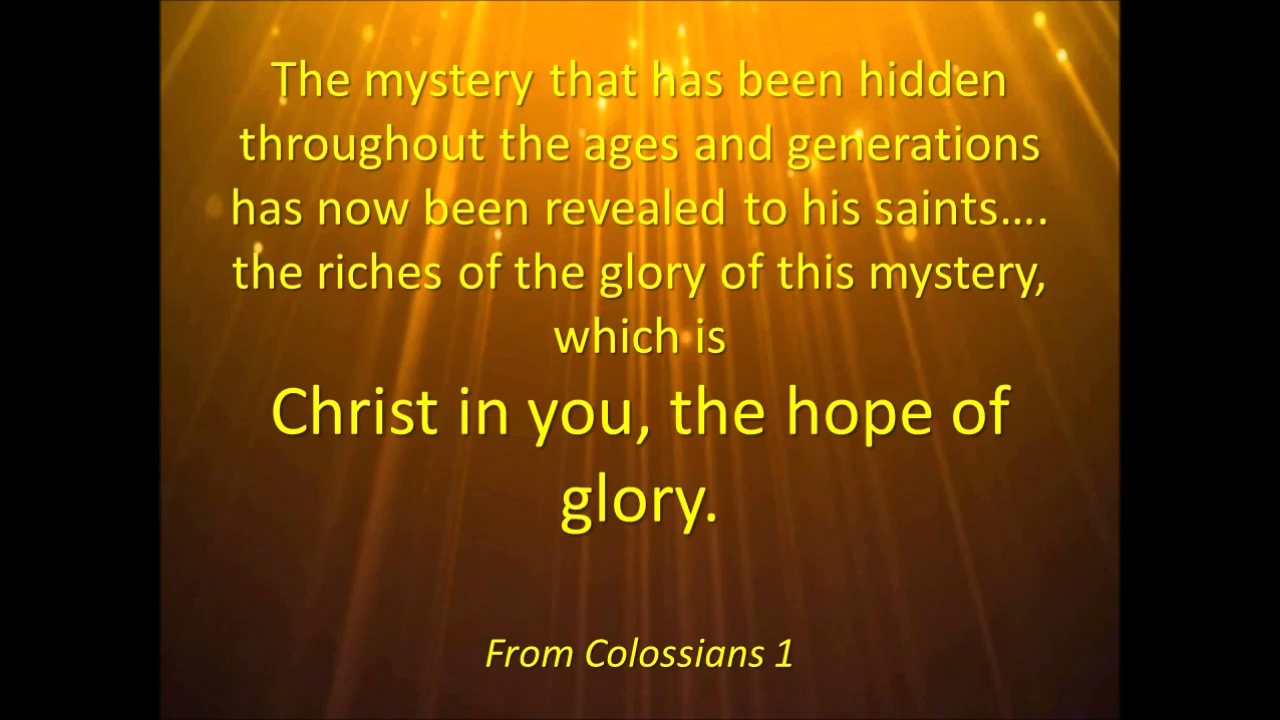 The mystery that has been hidden
throughout the ages and generations
has now been revealed to his saints....
the riches of the glory of this mystery,
which is
Christ in you, the hope of
glory.
From Colossians 1